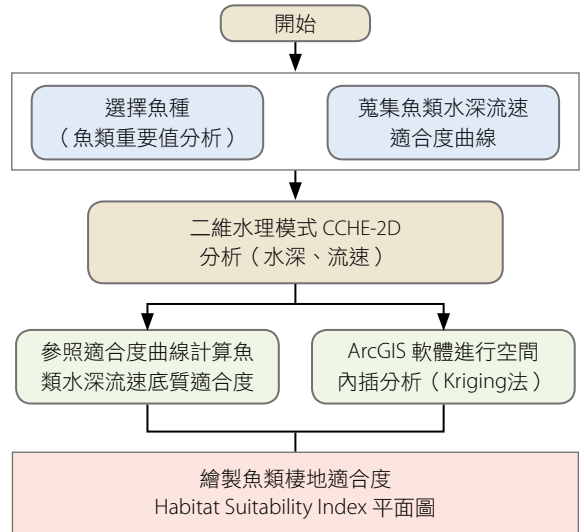 開始
選擇魚種
（魚類重要值分析）
蒐集魚類水深流速
適合度曲線
二維水理模式 CCHE-2D
分析（水深、流速）
參照適合度曲線計算魚
類水深流速底質適合度
ArcGIS 軟體進行空間
內插分析（Kriging法）
繪製魚類棲地適合度
Habitat Suitability Index 平面圖